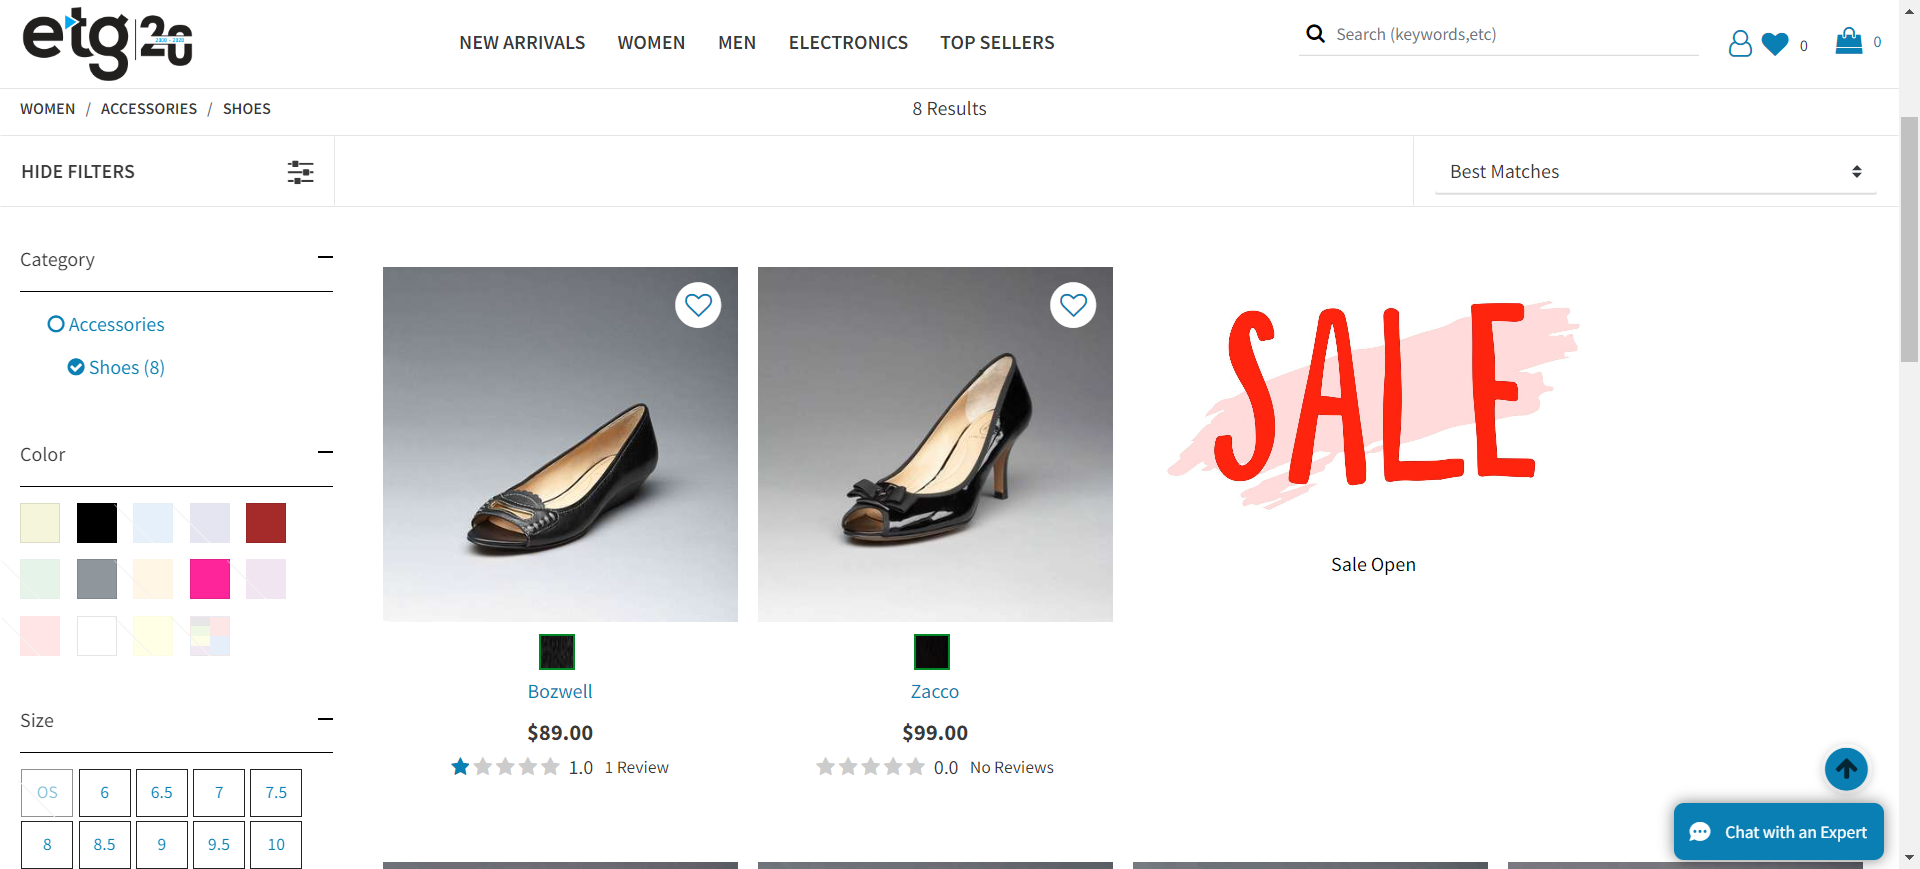 etg 20
2000 - 2020
NEW ARRIVALS WOMEN MEN ELECTRONICS TOP SELLERS
Search (keywords,etc)
0
0
WOMEN / ACCESSORIES / SHOES
8 Results
HIDE FILTERS
Best Matches
Category
Accessories
Shoes (8)
Color
Size
OS 6 6.5 7 7.5
8 8.5 9 9.5 10
Bozwell
$89.00
1.0 1 Review
Zacco
$99.00
0.0 No Reviews
SALE
Sale Open
Chat with an Expert